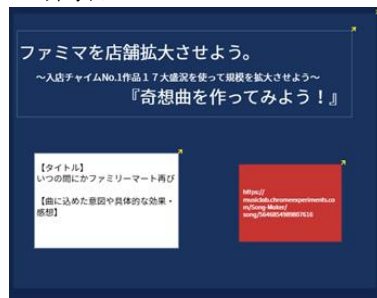 ファミマを店舗拡大させよう。
～入店チャイムNo.1作品１７大盛況を使って規模を拡大させよう～
『奇想曲を作ってみよう！』
【タイトル】
いつの間にかファミリーマート再び
【曲に込めた意図や具体的な効果・
感想】
https://
musiclab.chromeexperiments.co
m/Song-Maker/
song/5646854989807616